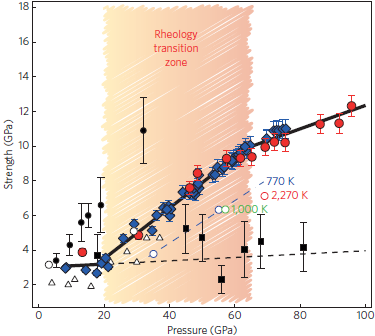 18
16
14
12
10
8
6
4
2
Strength (GPa)
Rheology
transition
zone
770 K
2,270 K
1,000 K
0
20
40
60
80
100
Pressure (GPa)